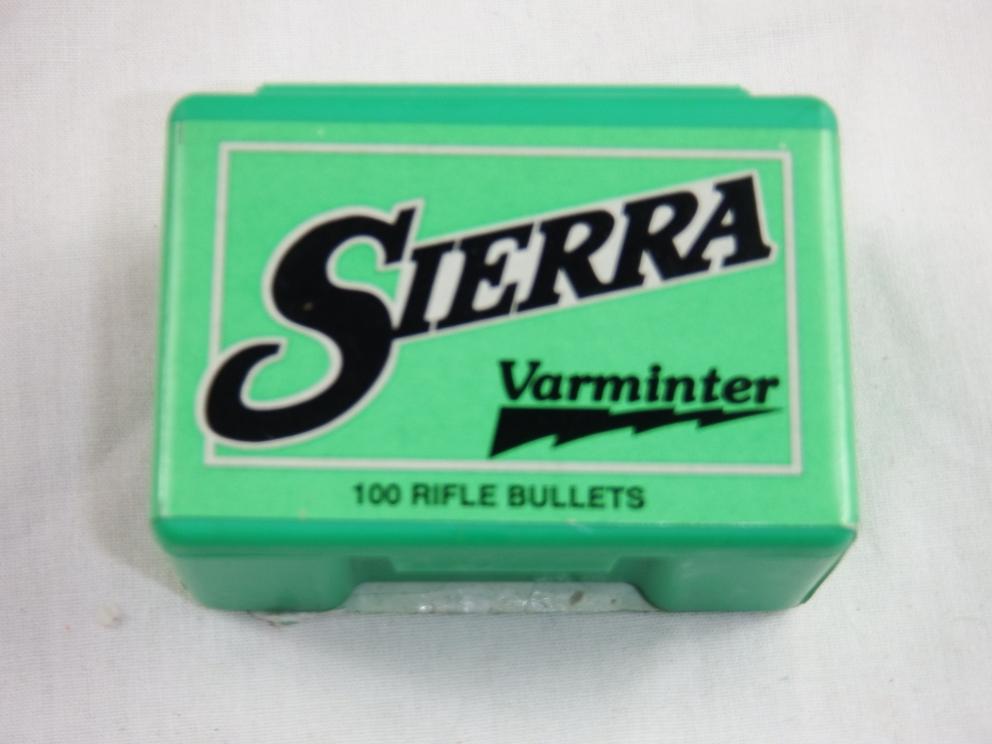 SIERRA
Varminter
100 RIFLE BULLETS